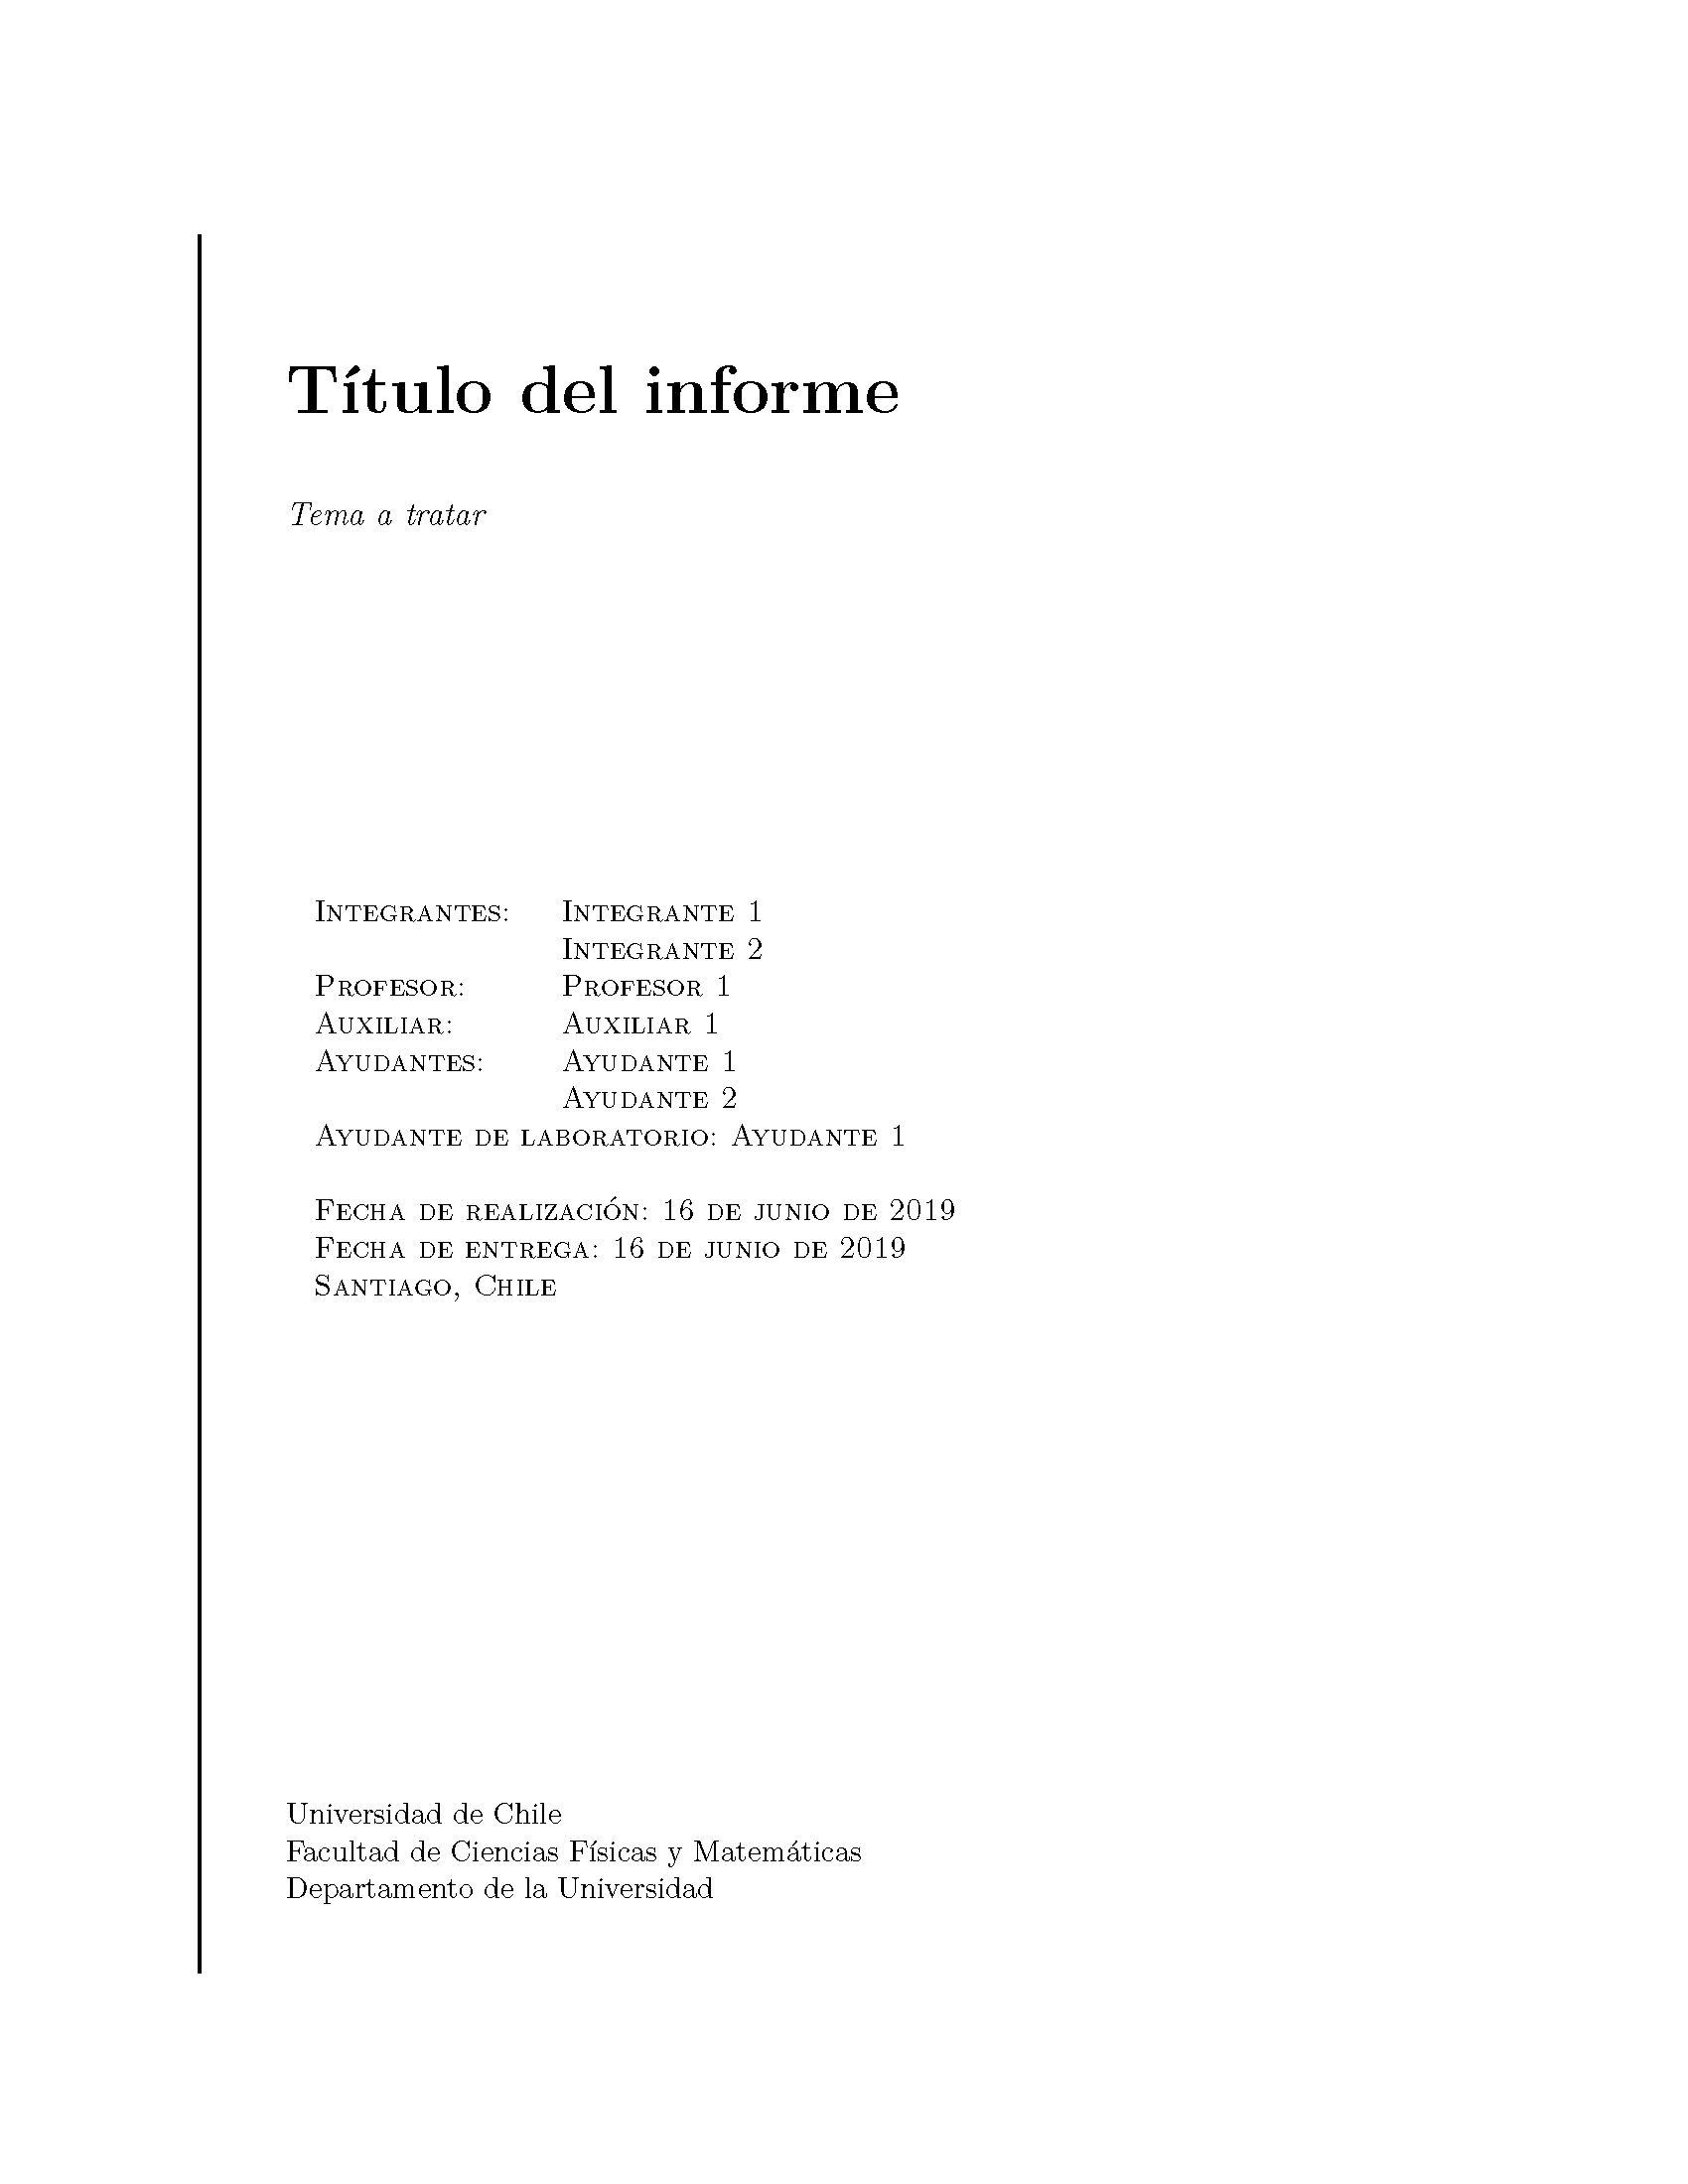 Título del informe
Tema a tratar
Integrantes: Integrante 1
Integrante 2
Profesor: Profesor 1
Auxiliar: Auxiliar 1
Ayudantes: Ayudante 1
Ayudante 2
Ayudante de laboratorio: Ayudante 1
Fecha de realización: 16 de junio de 2019
Fecha de entrega: 16 de junio de 2019
Santiago, Chile
Universidad de Chile
Facultad de Ciencias Físicas y Matemáticas
Departamento de la Universidad